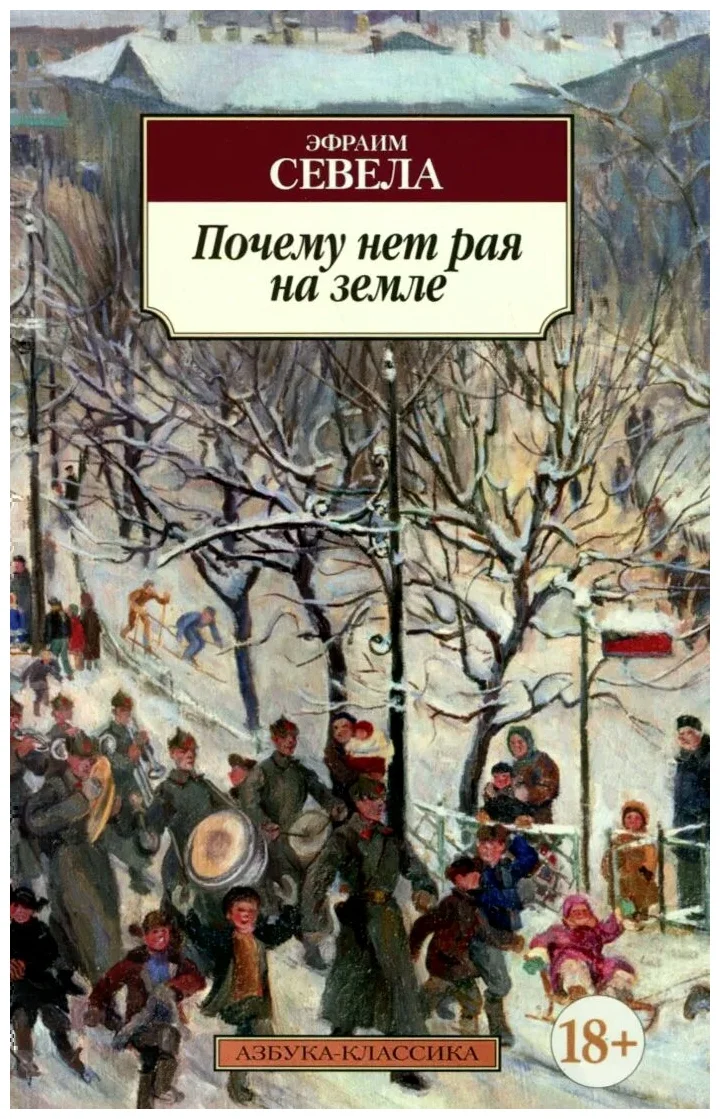 ЭФРАИМ
СЕВЕЛА
Почему нет рая
на земле
АЗБУКА-КЛАССИКА
18+